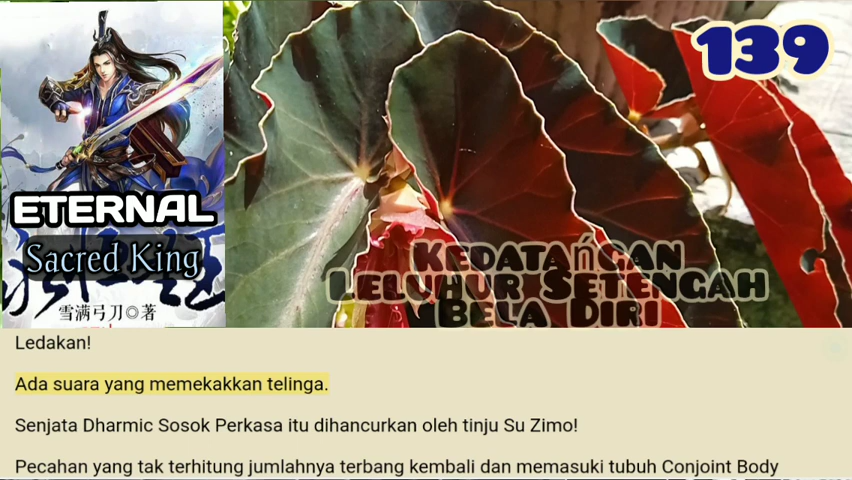 139
ETERNAL
Sacred King
雪满弓刀◎著
Kedatangan
Leluhur Setengah
Bela Diri
Ledakan!
Ada suara yang memekakkan telinga.
Senjata Dharmic Sosok Perkasa itu dihancurkan oleh tinju Su Zimo!
Pecahan yang tak terhitung jumlahnya terbang kembali dan memasuki tubuh Conjoint Body